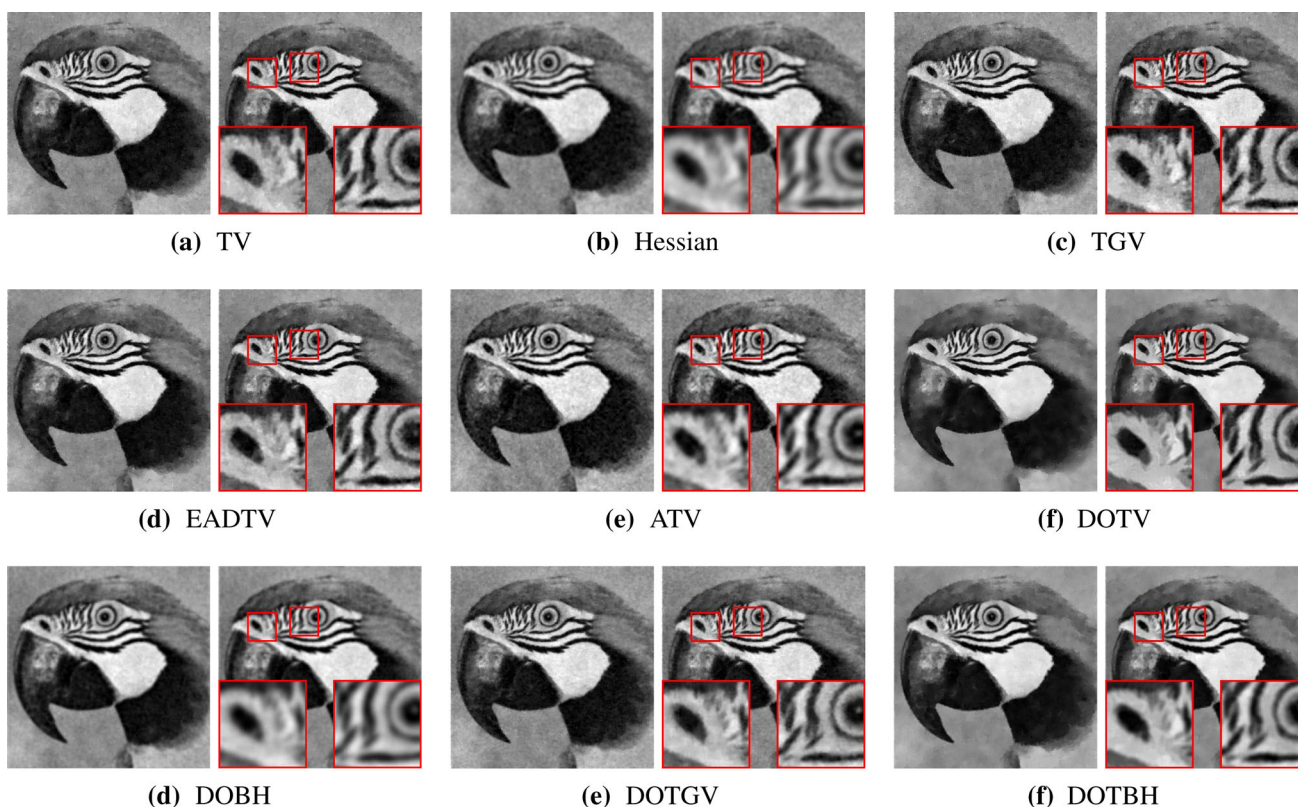 (a) TV
(b) Hessian
(c) TGV
(d) EADTV
(e) ATV
(f) DOTV
(d) DOBH
(e) DOTGV
(f) DOTBH